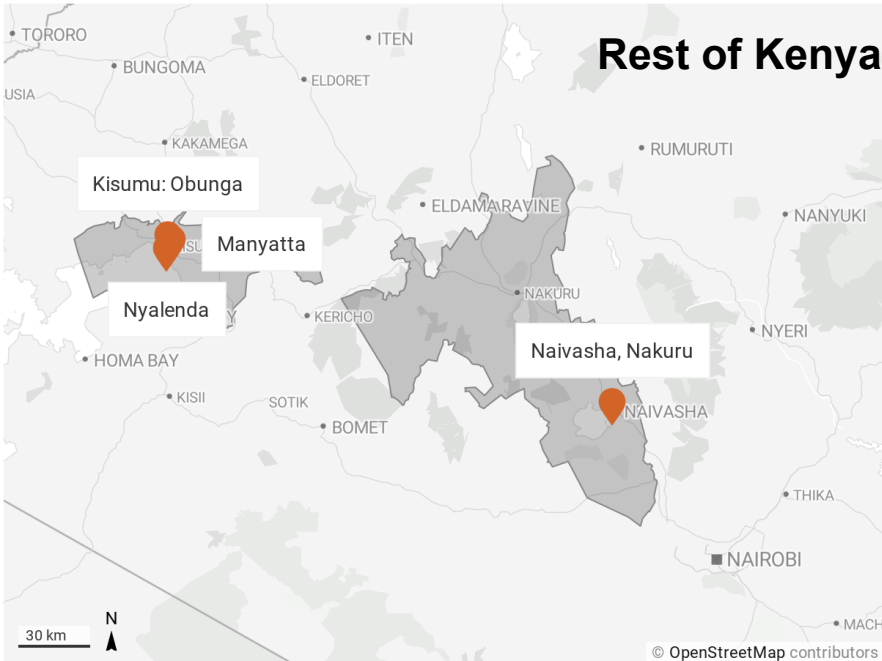 TORORO
ITEN
Rest of Kenya
BUNGOMA
ELDORET
USIA
KAKAMEGA
RUMURUTI
Kisumu: Obunga
ELDAMA RAVINE
NANYUKI
Manyatta
NAKURU
Nyalenda
KERICHO
NYERI
Naivasha, Nakuru
HOMA BAY
KISII
SOTIK
NAIVASHA
BOMET
THIKA
NAIROBI
N
MACH
30 km
© OpenStreetMap contributors